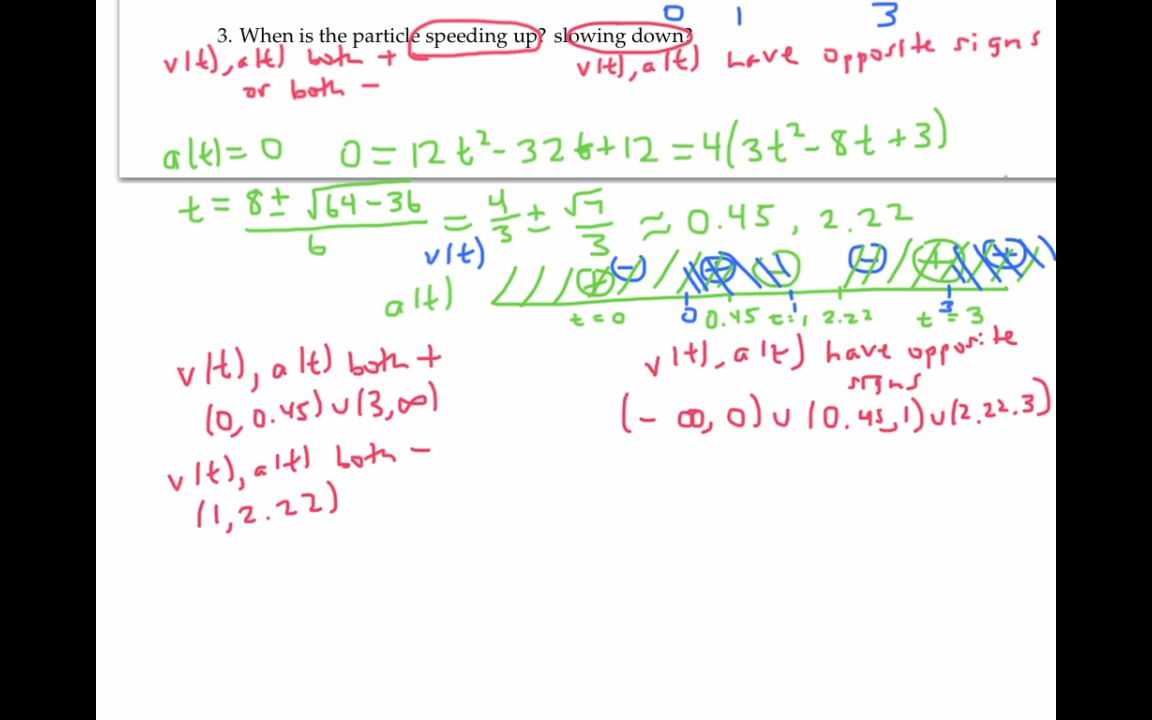 0 1 3
3. When is the particle speeding up? slowing down?
v(t), a(t) both +
or both −
v(t), a(t) have opposite signs
a(t) = 0 0 = 12t² − 32t + 12 = 4(3t² − 8t + 3)
t = 8 ± √64 − 36 / 6 = 4/3 ± √7/3 ≈ 0.45, 2.22
v(t) (−) (+) (−) (+)
a(t) (+) (−) (+)
t = 0 0 0.45 t = 1 1 2.22 t = 3 3
v(t), a(t) both +
(0, 0.45) ∪ (3, ∞)
v(t), a(t) both −
(1, 2.22)
v(t), a(t) have opposite
signs
(−∞, 0) ∪ (0.45, 1) ∪ (2.22, 3)